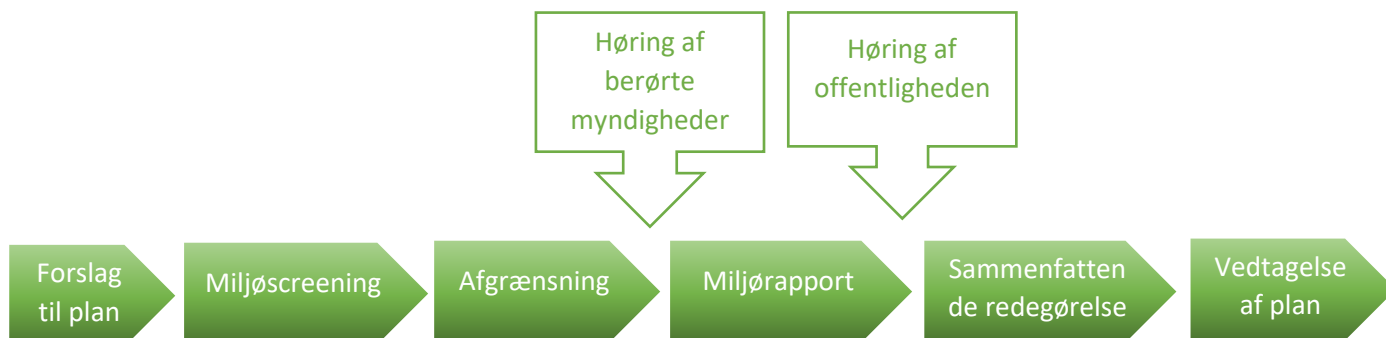 Høring af
berørte
myndigheder
Høring af
offentligheden
Forslag
til plan
Miljøscreening
Afgrænsning
Miljørapport
Sammenfatten
de redegørelse
Vedtagelse
af plan